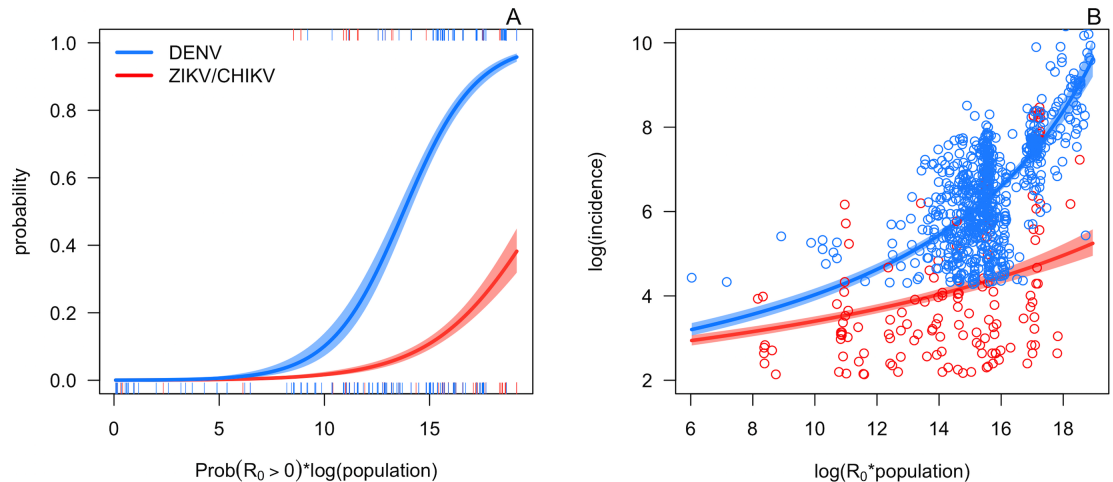 A
DENV
ZIKV/CHIKV
1.0
0.8
0.6
0.4
0.2
0.0
probability
0 5 10 15
Prob(R₀ > 0)*log(population)
B
10
8
6
4
2
log(incidence)
6 8 10 12 14 16 18
log(R₀*population)